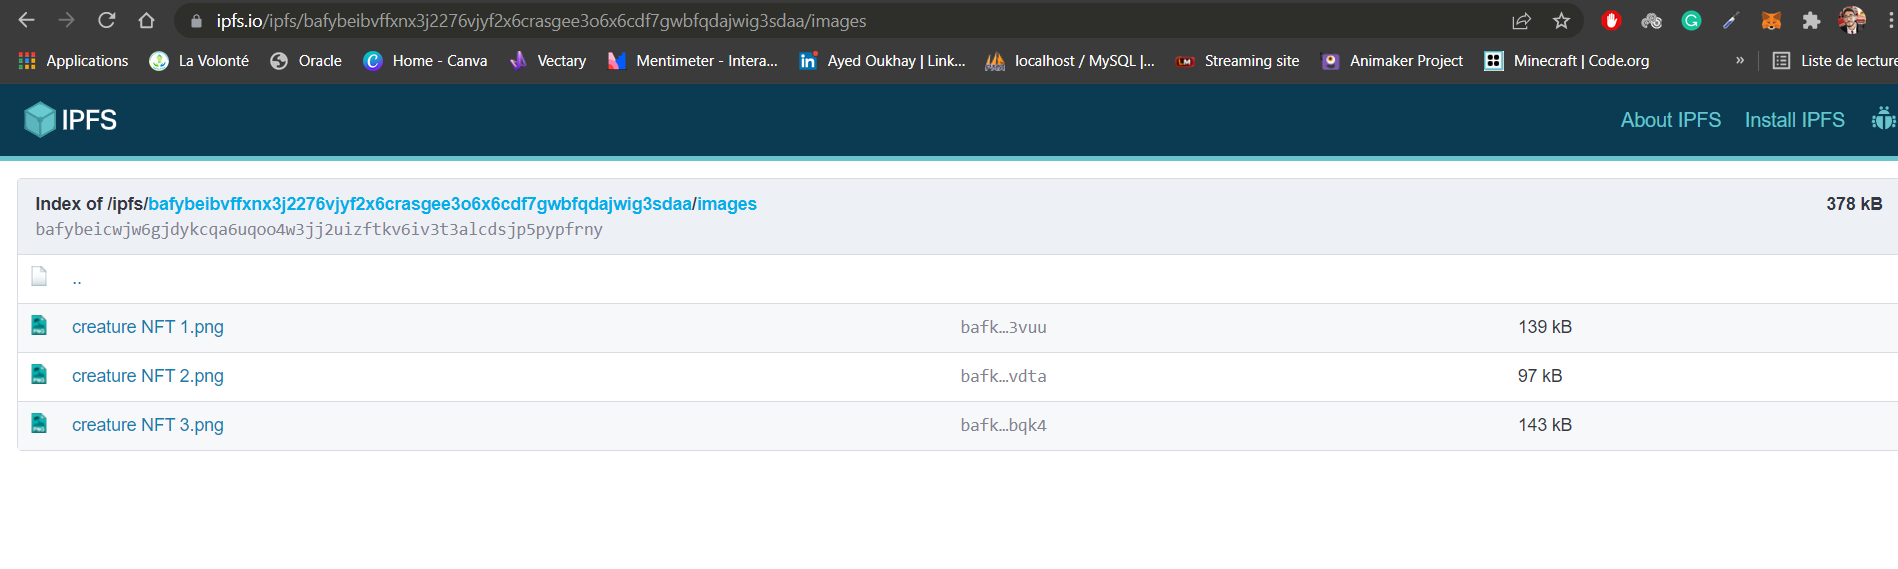 ipfs.io/ipfs/bafybeibvffxnx3j2276vjyf2x6crasgee3o6x6cdf7gwbfqdajwig3sdaa/images
Applications La Volonté Oracle Home - Canva Vectary Mentimeter - Intera... Ayed Oukhay | Link... localhost / MySQL |... Streaming site Animaker Project Minecraft | Code.org » Liste de lecture
IPFS About IPFS Install IPFS
Index of /ipfs/bafybeibvffxnx3j2276vjyf2x6crasgee3o6x6cdf7gwbfqdajwig3sdaa/images 378 kB
bafybeicwjw6gjdykcqa6uqoo4w3jj2uizftkv6iv3t3alcdsjp5pypfrny
..
creature NFT 1.png bafk…3vuu 139 kB
creature NFT 2.png bafk…vdta 97 kB
creature NFT 3.png bafk…bqk4 143 kB